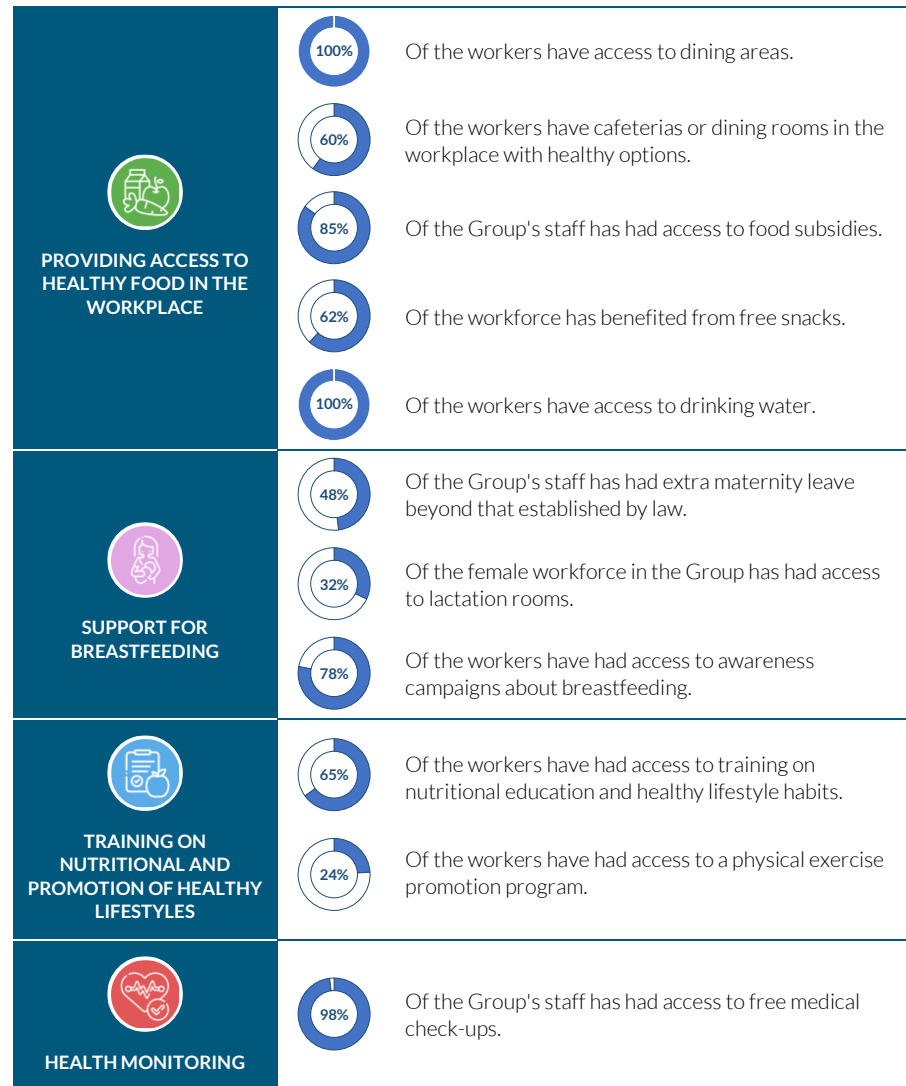 PROVIDING ACCESS TO
HEALTHY FOOD IN THE
WORKPLACE
100%
Of the workers have access to dining areas.
60%
Of the workers have cafeterias or dining rooms in the
workplace with healthy options.
85%
Of the Group's staff has had access to food subsidies.
62%
Of the workforce has benefited from free snacks.
100%
Of the workers have access to drinking water.
SUPPORT FOR
BREASTFEEDING
48%
Of the Group's staff has had extra maternity leave
beyond that established by law.
32%
Of the female workforce in the Group has had access
to lactation rooms.
78%
Of the workers have had access to awareness
campaigns about breastfeeding.
TRAINING ON
NUTRITIONAL AND
PROMOTION OF HEALTHY
LIFESTYLES
65%
Of the workers have had access to training on
nutritional education and healthy lifestyle habits.
24%
Of the workers have had access to a physical exercise
promotion program.
HEALTH MONITORING
98%
Of the Group's staff has had access to free medical
check-ups.